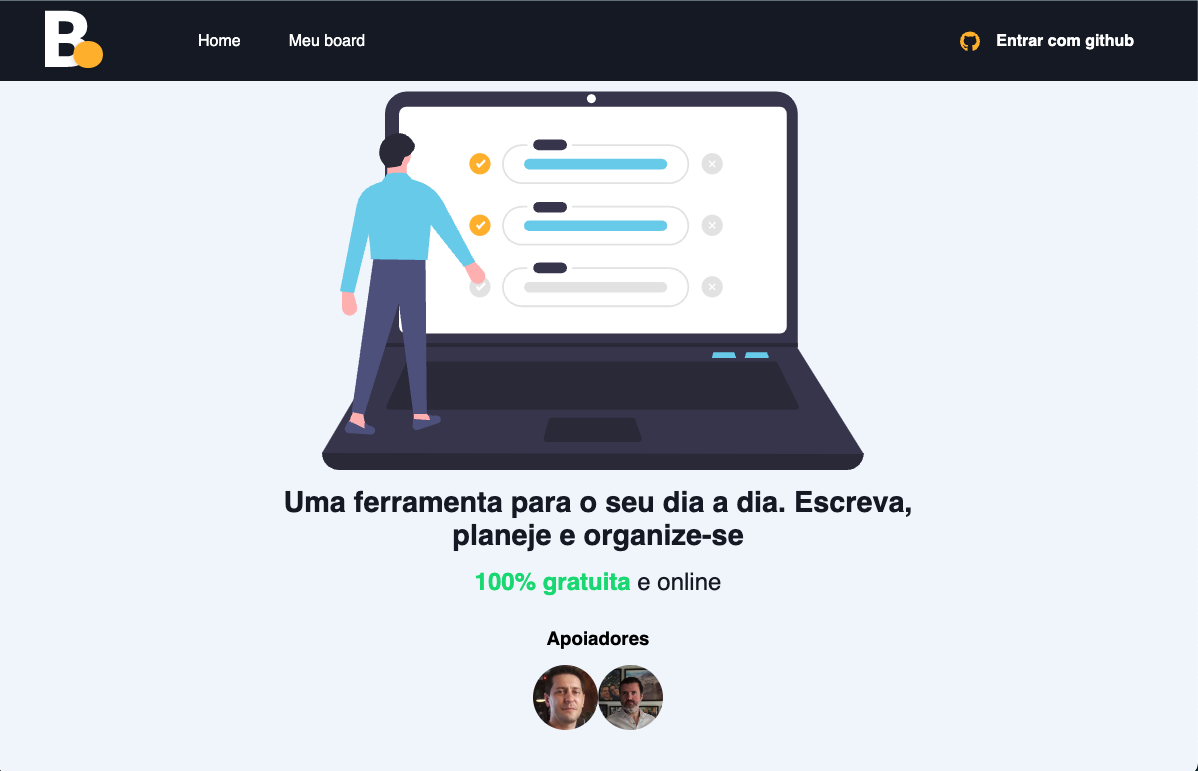 B
Home
Meu board
Entrar com github
Uma ferramenta para o seu dia a dia. Escreva,
planeje e organize-se
100% gratuita e online
Apoiadores